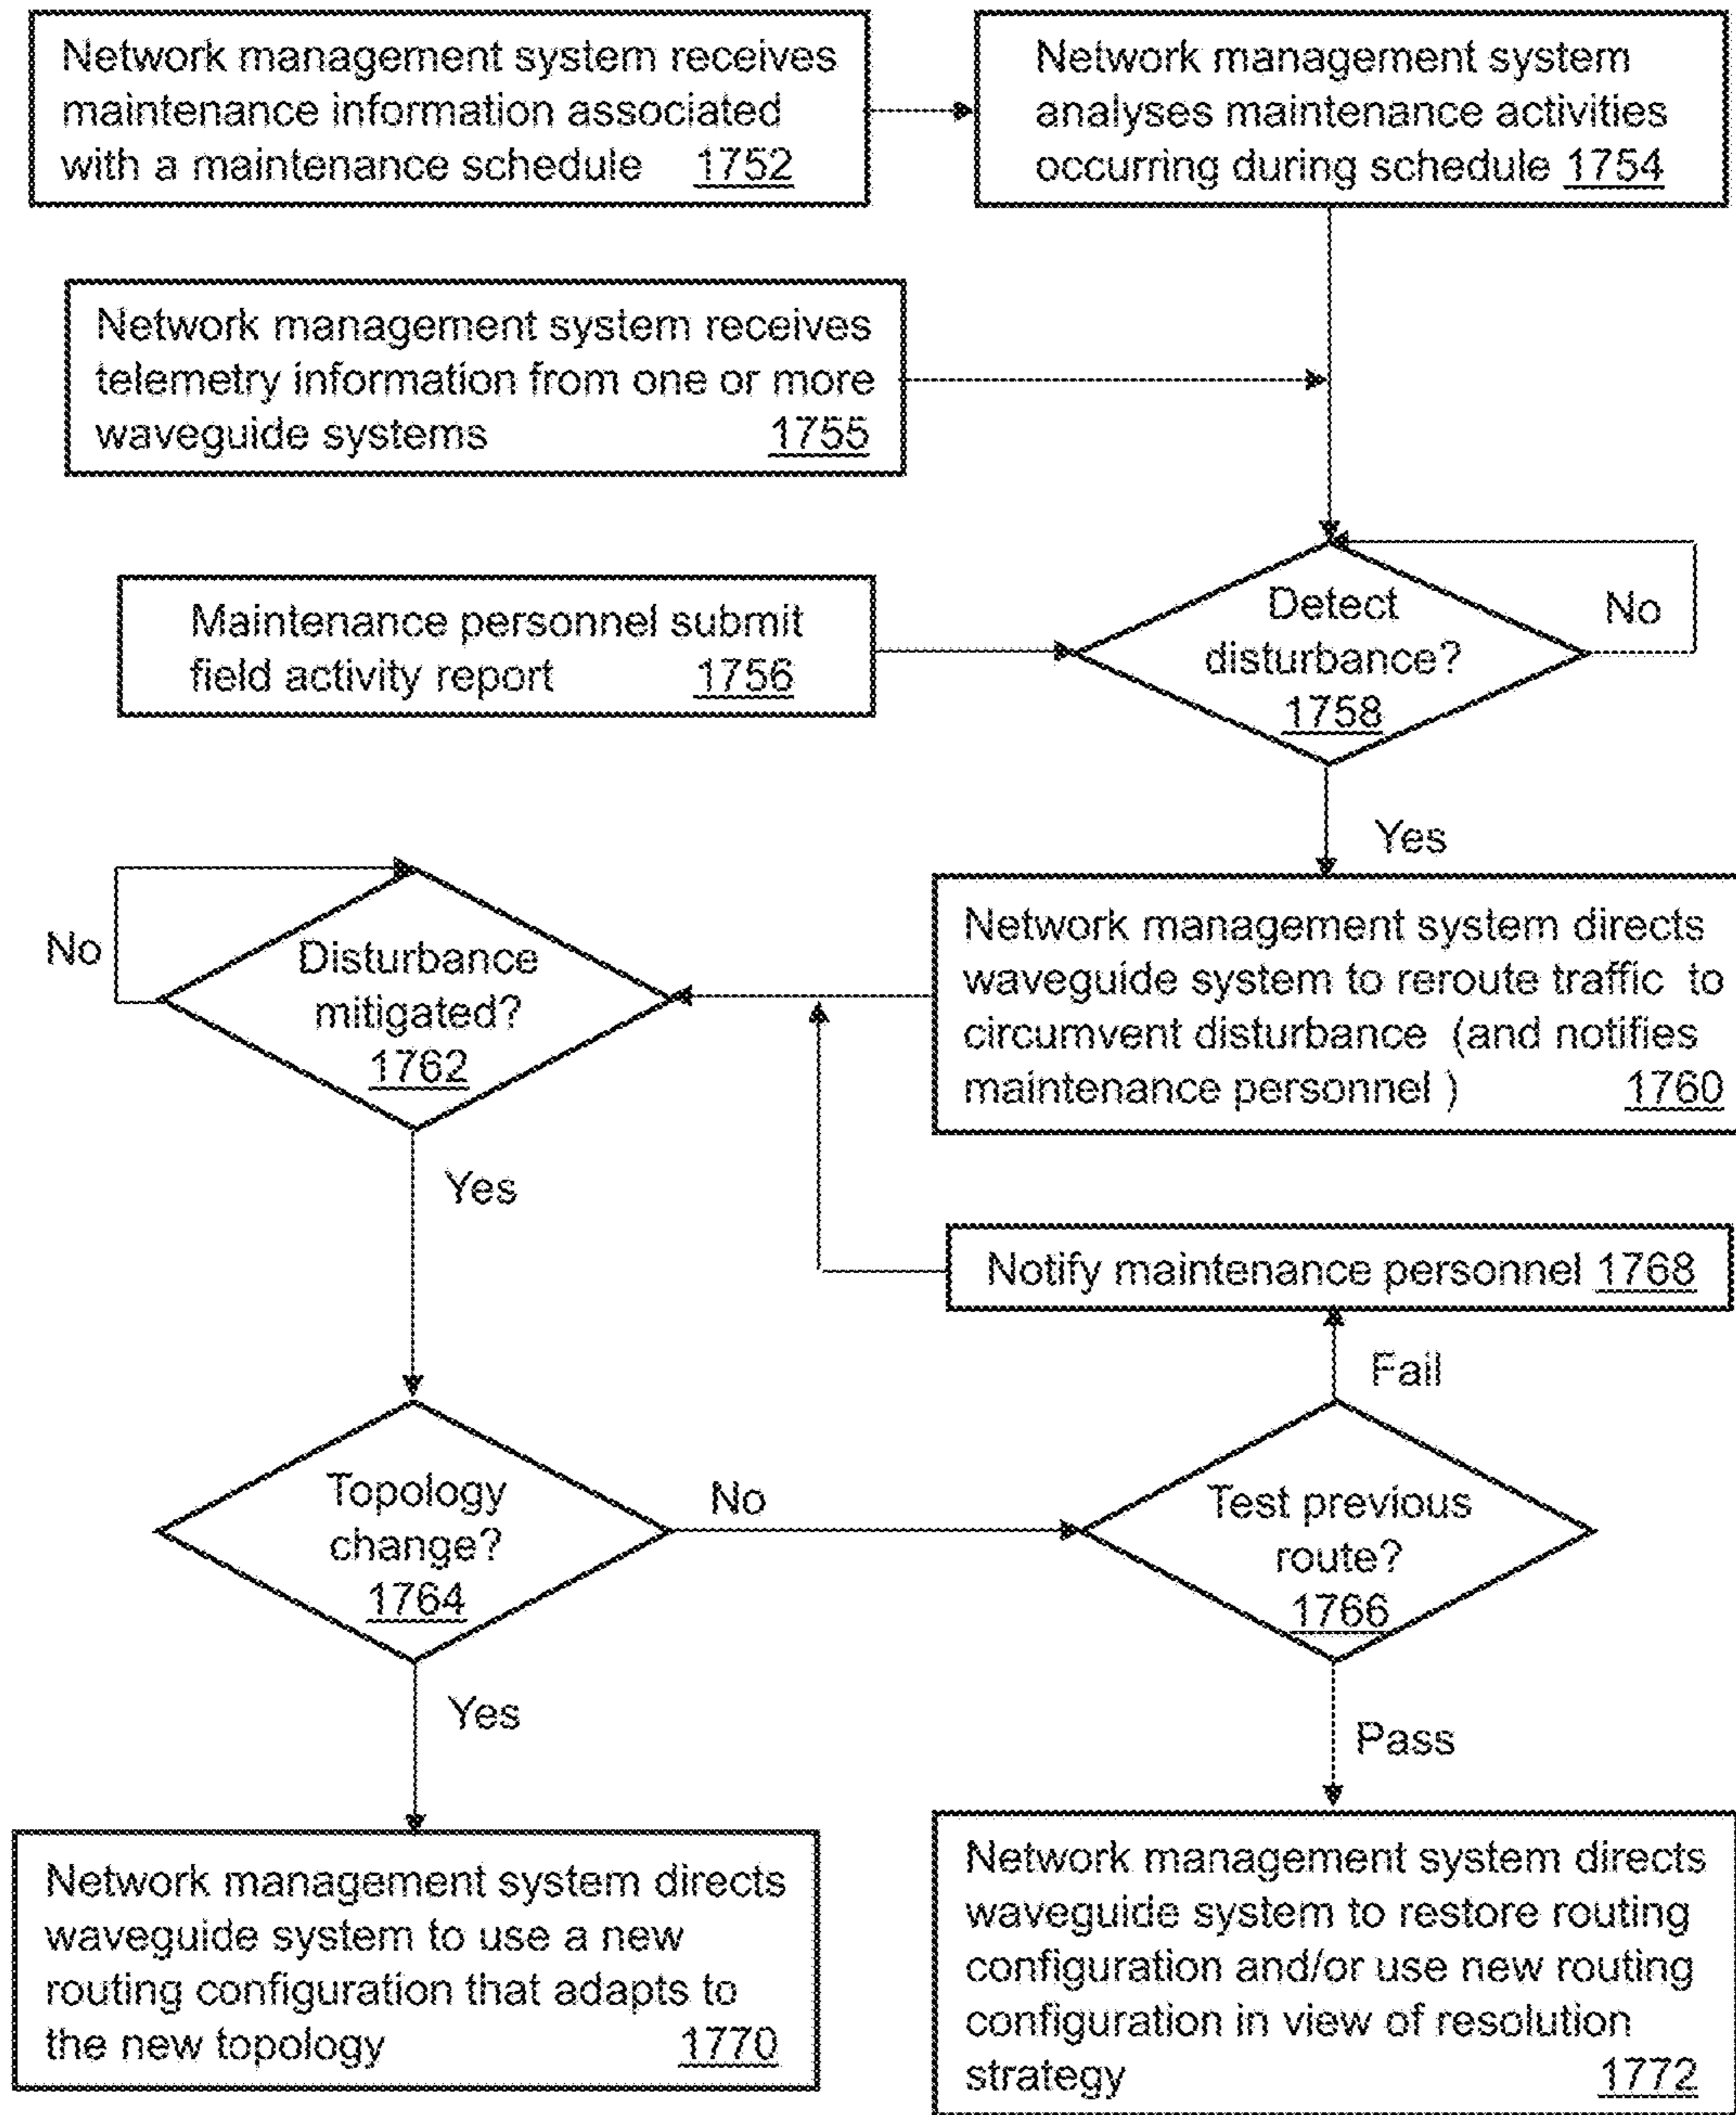 Network management system receives
maintenance information associated
with a maintenance schedule 1752
Network management system
analyses maintenance activities
occurring during schedule 1754
Network management system receives
telemetry information from one or more
waveguide systems 1755
Maintenance personnel submit
field activity report 1756
Detect
disturbance?
1758
No
Yes
Network management system directs
waveguide system to reroute traffic to
circumvent disturbance (and notifies
maintenance personnel ) 1760
No
Disturbance
mitigated?
1762
Yes
Notify maintenance personnel 1768
Fail
Topology
change?
1764
No
Test previous
route?
1766
Yes
Pass
Network management system directs
waveguide system to use a new
routing configuration that adapts to
the new topology 1770
Network management system directs
waveguide system to restore routing
configuration and/or use new routing
configuration in view of resolution
strategy 1772